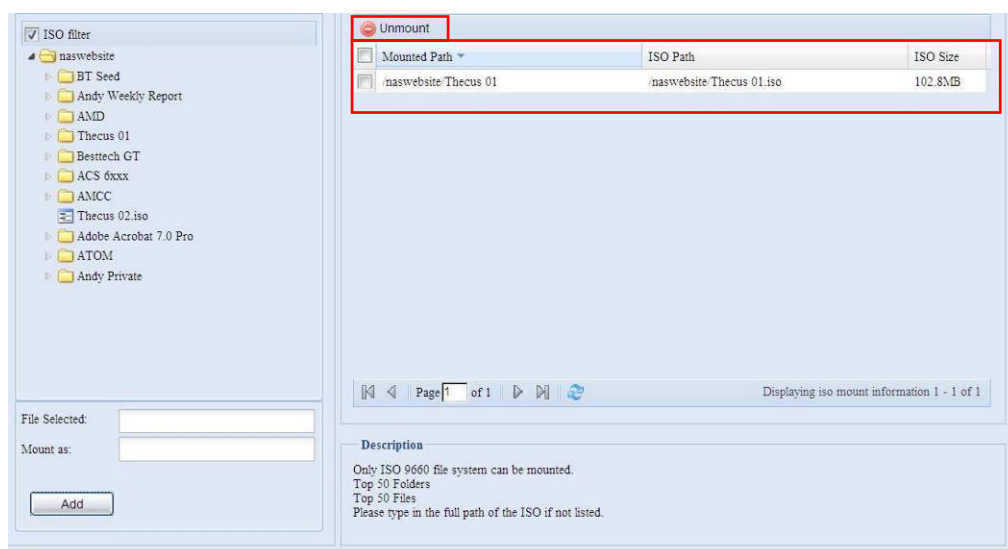 ISO filter
naswebsite
BT Seed
Andy Weekly Report
AMD
Thecus 01
Besttech GT
ACS 6xxx
AMCC
Thecus 02.iso
Adobe Acrobat 7.0 Pro
ATOM
Andy Private
File Selected:
Mount as:
Add
Unmount
Mounted Path ISO Path ISO Size
/naswebsite/Thecus 01 /naswebsite/Thecus 01.iso 102.8MB
Page 1 of 1 Displaying iso mount information 1 - 1 of 1
Description
Only ISO 9660 file system can be mounted.
Top 50 Folders
Top 50 Files
Please type in the full path of the ISO if not listed.